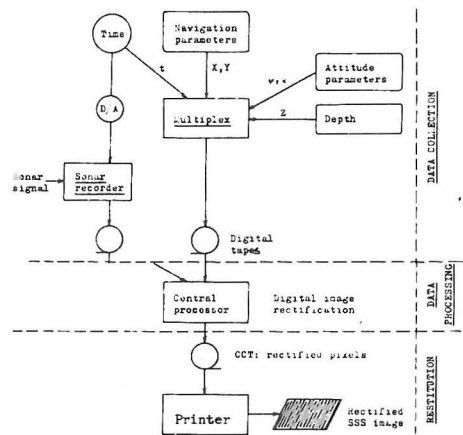 Time
Navigation
parameters
t
X,Y
Attitude
parameters
D/A
Multiplex
Z
Depth
Sonar
signal
Sonar
recorder
Digital
tapes
DATA COLLECTION
Central
processor
Digital image
rectification
DATA
PROCESSING
CCT: rectified pixels
Printer
Rectified
SSS image
RESTITUTION